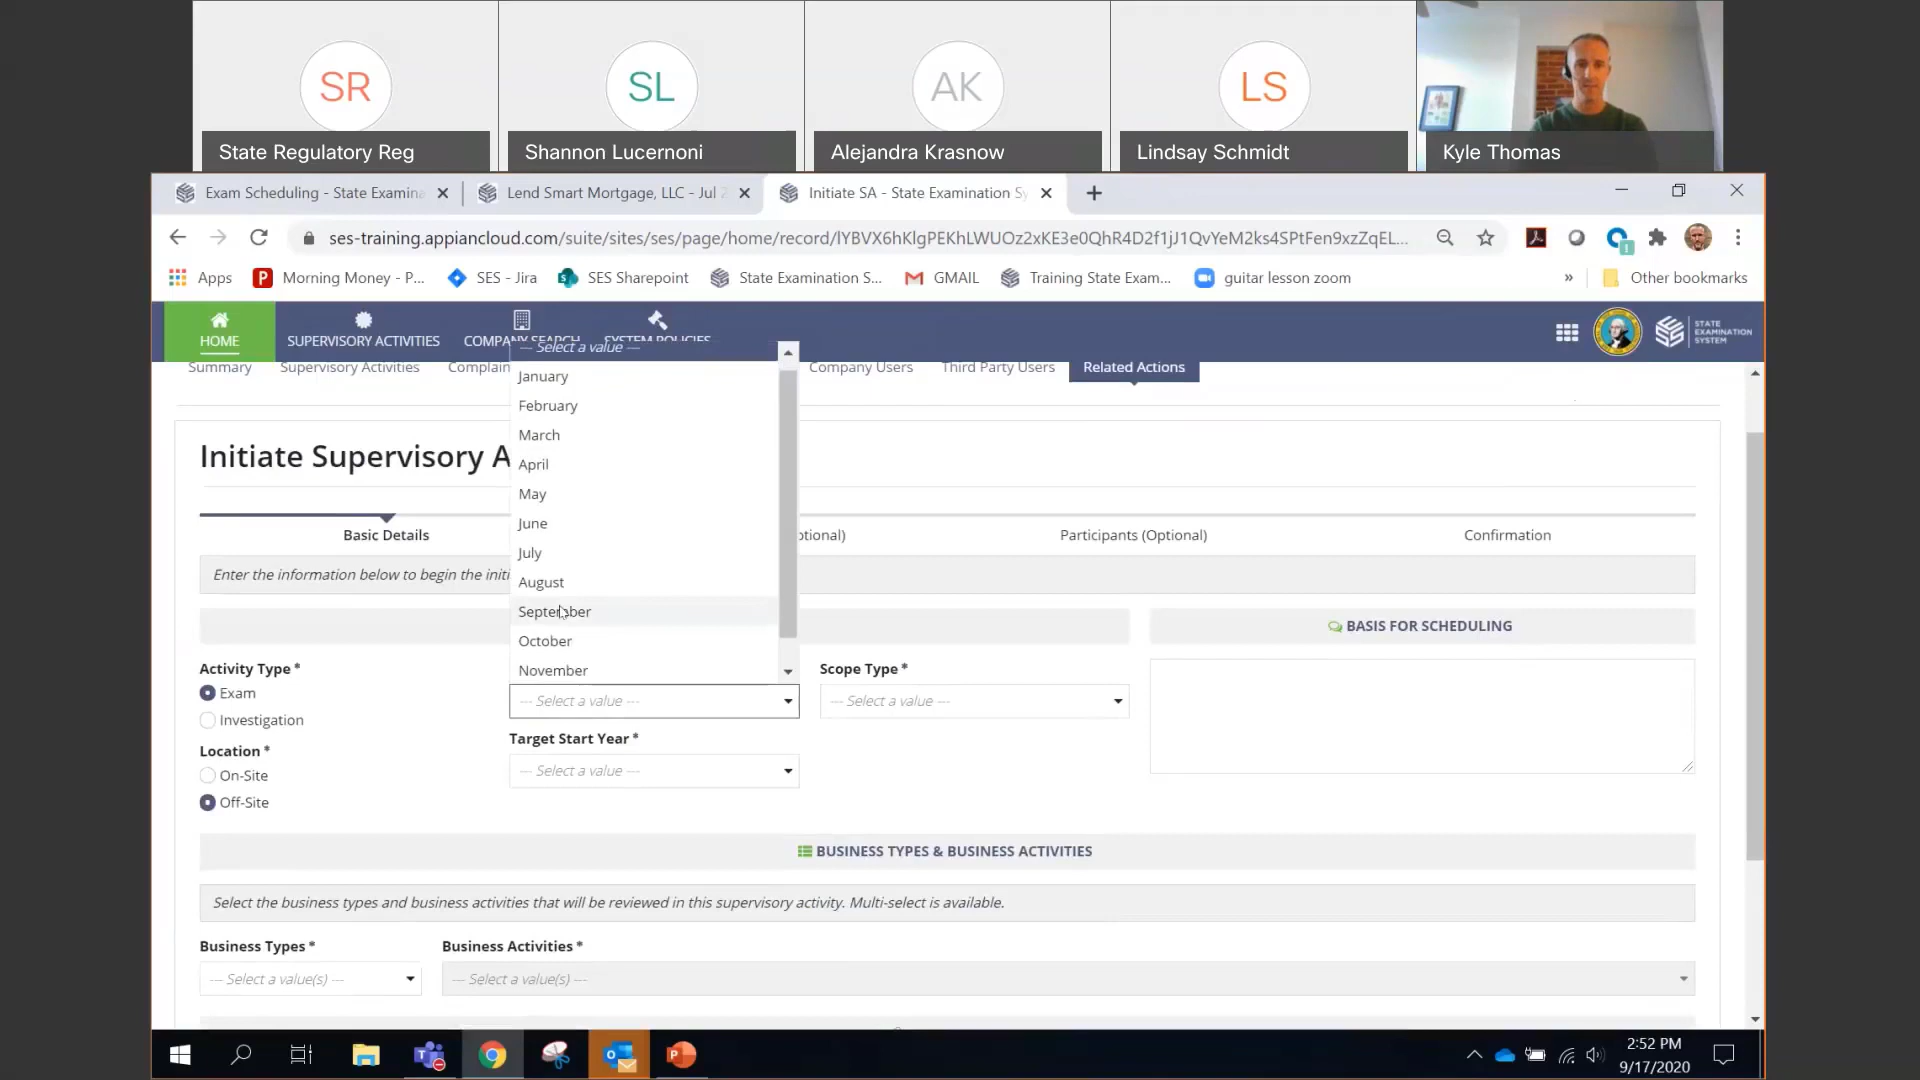 SR
SL
AK
LS
State Regulatory Reg
Shannon Lucernoni
Alejandra Krasnow
Lindsay Schmidt
Kyle Thomas
Exam Scheduling - State Examina
Lend Smart Mortgage, LLC - Jul 2
Initiate SA - State Examination Sy
ses-training.appiancloud.com/suite/sites/ses/page/home/record/lYBVX6hKlgPEKhLWUOz2xKE3e0QhR4D2f1jJ1QvYeM2ks4SPtFen9xzZqEL...
Apps
Morning Money - P...
SES - Jira
SES Sharepoint
State Examination S...
GMAIL
Training State Exam...
guitar lesson zoom
»
Other bookmarks
HOME
SUPERVISORY ACTIVITIES
COMPANY SEARCH
SYSTEM POLICIES
STATE
EXAMINATION
SYSTEM
Summary
Supervisory Activities
Complain
Company Users
Third Party Users
Related Actions
--- Select a value ---
January
February
March
April
May
June
July
August
September
October
November
Initiate Supervisory A
Basic Details
ptional)
Participants (Optional)
Confirmation
Enter the information below to begin the initi
BASIS FOR SCHEDULING
Activity Type *
Exam
Investigation
Location *
On-Site
Off-Site
--- Select a value ---
Target Start Year *
--- Select a value ---
Scope Type *
--- Select a value ---
BUSINESS TYPES & BUSINESS ACTIVITIES
Select the business types and business activities that will be reviewed in this supervisory activity. Multi-select is available.
Business Types *
Business Activities *
--- Select a value(s) ---
--- Select a value(s) ---
2:52 PM
9/17/2020